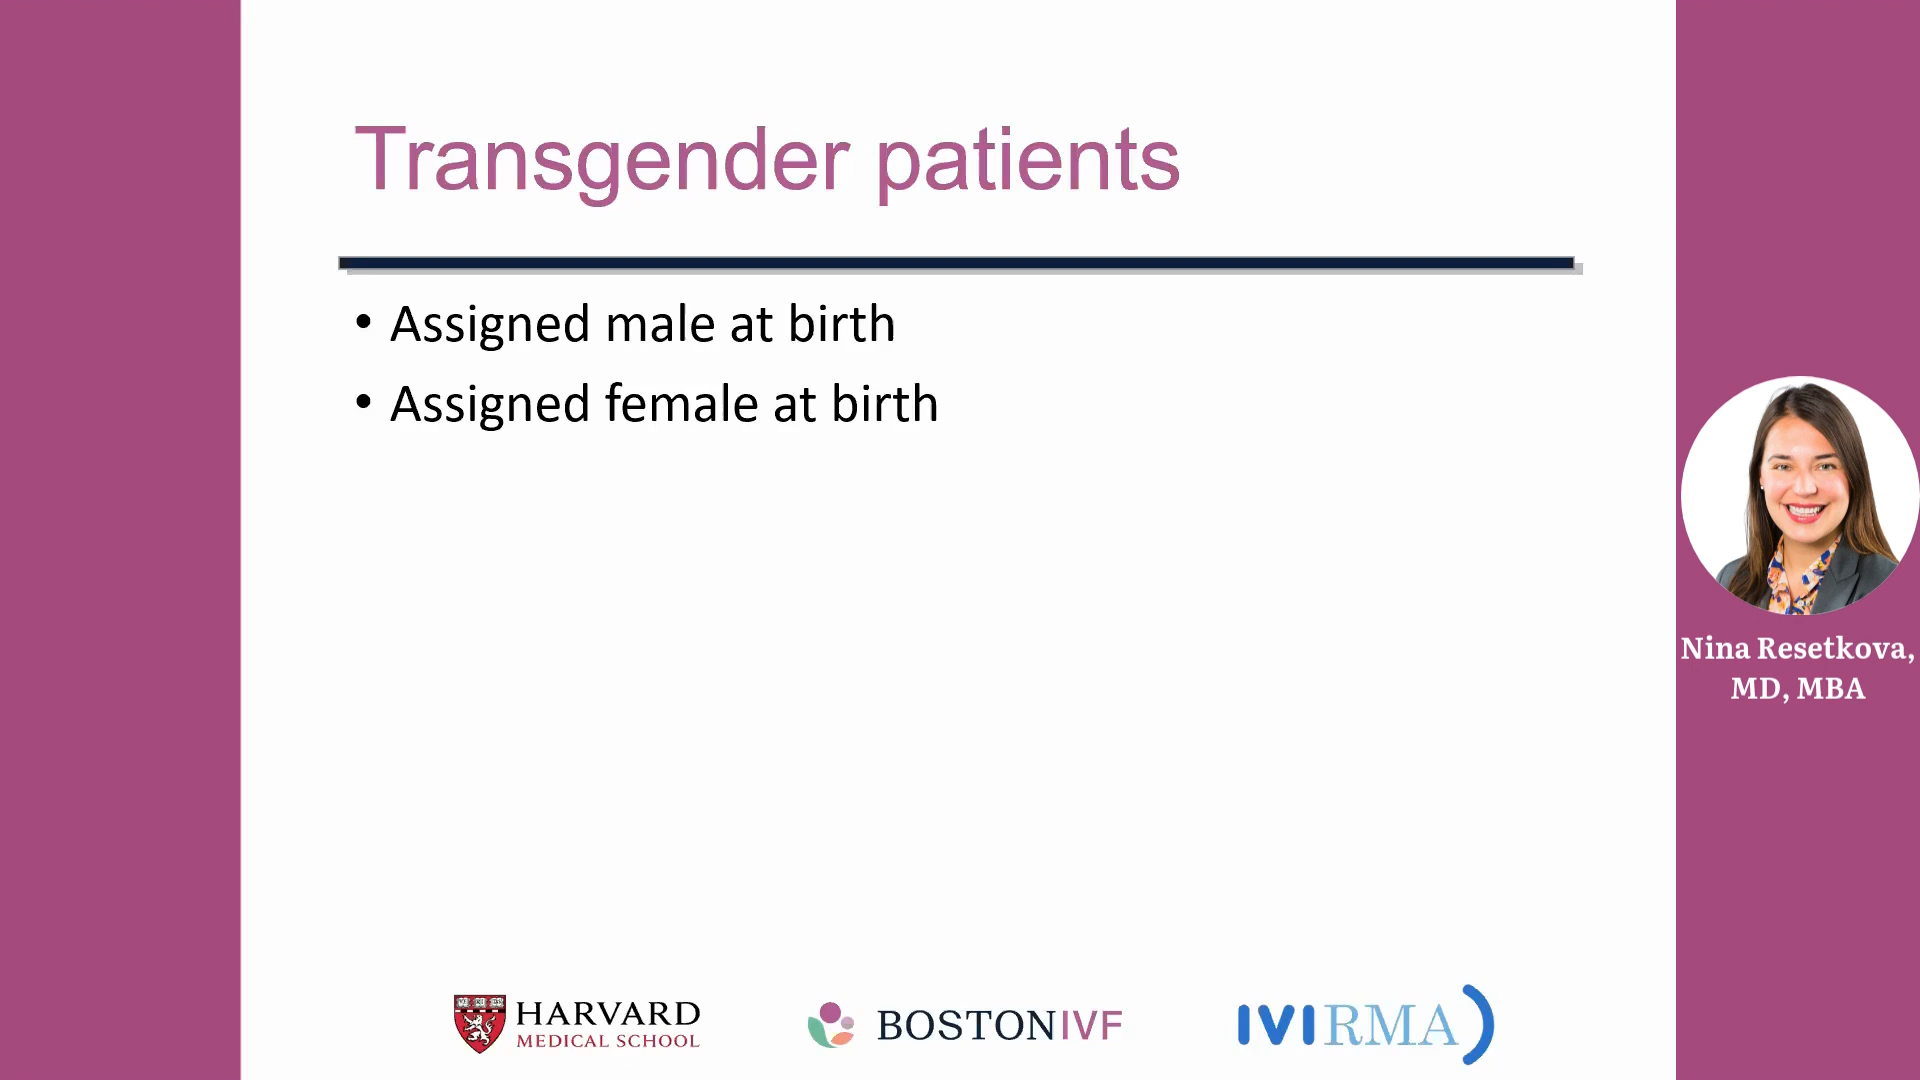 Transgender patients
• Assigned male at birth
• Assigned female at birth
Nina Resetkova,
MD, MBA
HARVARD
MEDICAL SCHOOL
BOSTONIVF
IVIRMA